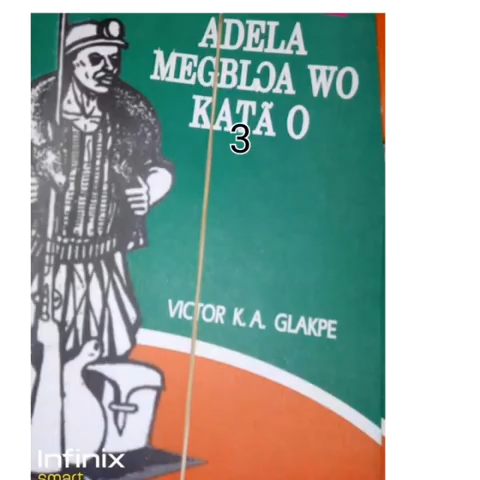 ADELA
MEGBLƆA WO
KATÃ O
3
VICTOR K. A. GLAKPE
Infinix
smart